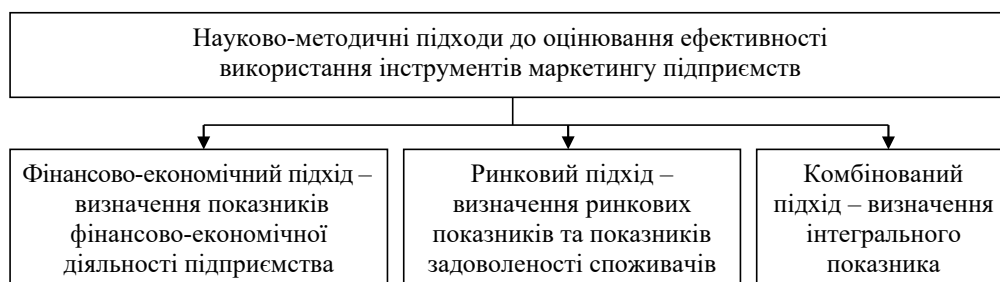 Науково-методичні підходи до оцінювання ефективності
використання інструментів маркетингу підприємств
Фінансово-економічний підхід –
визначення показників
фінансово-економічної
діяльності підприємства
Ринковий підхід –
визначення ринкових
показників та показників
задоволеності споживачів
Комбінований
підхід – визначення
інтегрального
показника